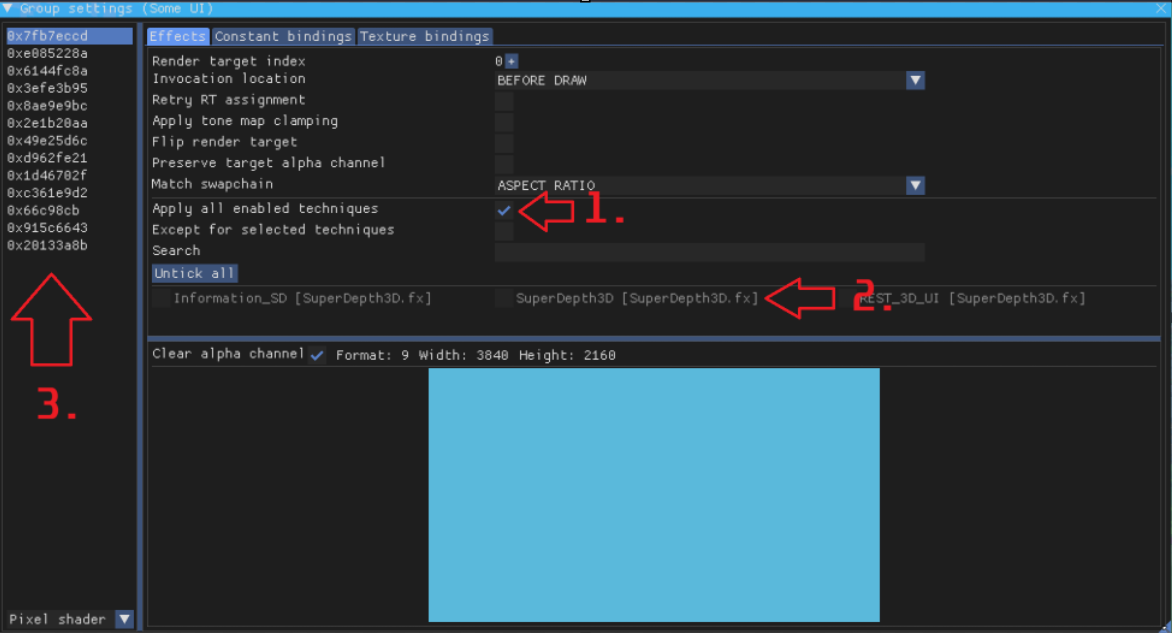 Group settings (Some UI)
0x7fb7eccd
0xe085228a
0x6144fc8a
0x3efe3b95
0x8ae9e9bc
0x2e1b20aa
0x49e25d6c
0xd962fe21
0x1d46702f
0xc361e9d2
0x66c98cb
0x915c6643
0x20133a8b
3.
Pixel shader
Effects Constant bindings Texture bindings
Render target index 0 +
Invocation location BEFORE DRAW
Retry RT assignment
Apply tone map clamping
Flip render target
Preserve target alpha channel
Match swapchain ASPECT RATIO
Apply all enabled techniques 1.
Except for selected techniques
Search
Untick all
Information_SD [SuperDepth3D.fx] SuperDepth3D [SuperDepth3D.fx] 2. REST_3D_UI [SuperDepth3D.fx]
Clear alpha channel Format: 9 Width: 3840 Height: 2160